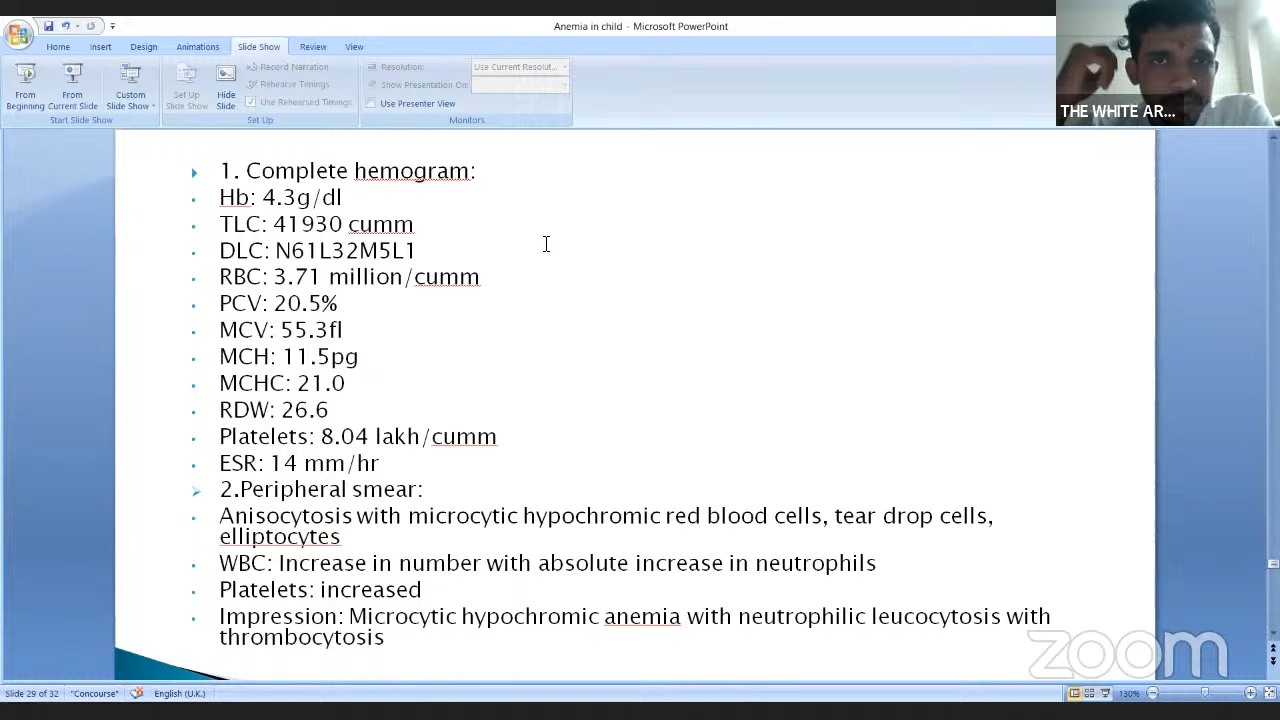 Anemia in child - Microsoft PowerPoint
Home Insert Design Animations Slide Show Review View
From Beginning
From Current Slide
Custom Slide Show
Set Up Slide Show
Hide Slide
Record Narration
Rehearse Timings
Use Rehearsed Timings
Resolution: Use Current Resolut...
Show Presentation On:
Use Presenter View
Start Slide Show Set Up Monitors
THE WHITE AR...
1. Complete hemogram:
Hb: 4.3g/dl
TLC: 41930 cumm
DLC: N61L32M5L1
RBC: 3.71 million/cumm
PCV: 20.5%
MCV: 55.3fl
MCH: 11.5pg
MCHC: 21.0
RDW: 26.6
Platelets: 8.04 lakh/cumm
ESR: 14 mm/hr
2.Peripheral smear:
Anisocytosis with microcytic hypochromic red blood cells, tear drop cells,
elliptocytes
WBC: Increase in number with absolute increase in neutrophils
Platelets: increased
Impression: Microcytic hypochromic anemia with neutrophilic leucocytosis with
thrombocytosis
zoom
Slide 29 of 32 "Concourse" English (U.K.) 130%